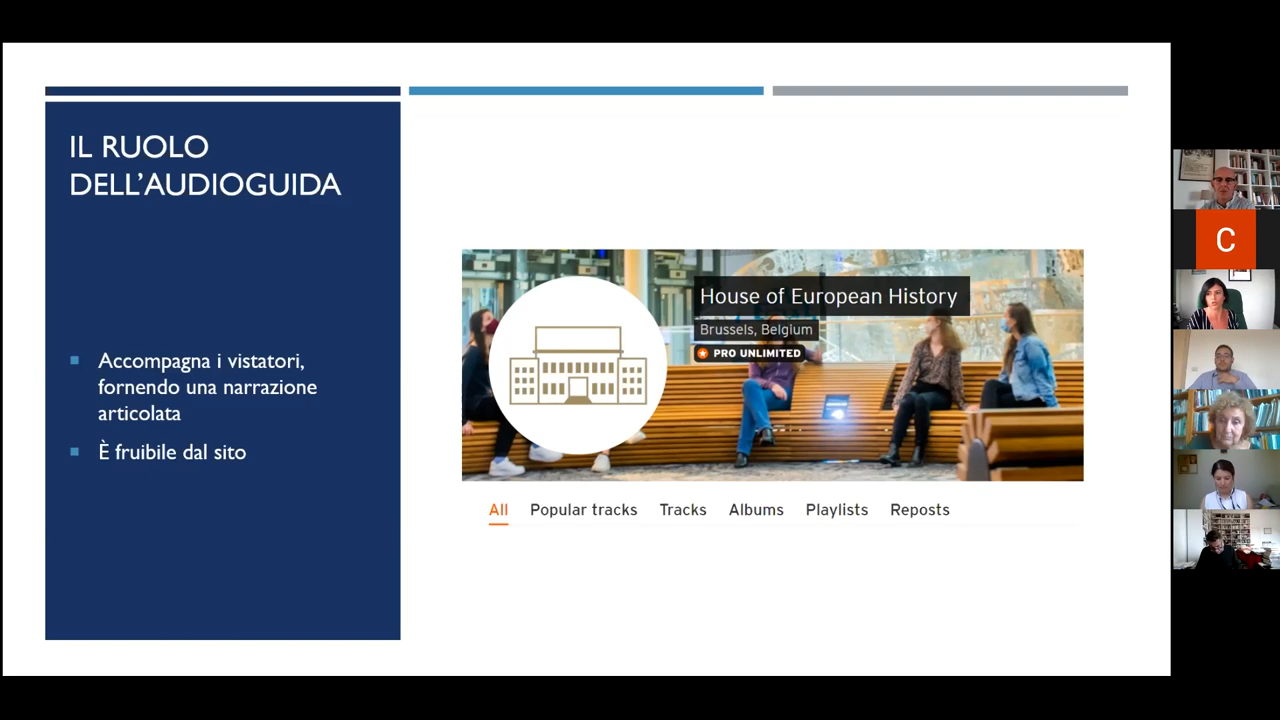 IL RUOLO
DELL’AUDIOGUIDA
Accompagna i vistatori,
fornendo una narrazione
articolata
È fruibile dal sito
House of European History
Brussels, Belgium
PRO UNLIMITED
All Popular tracks Tracks Albums Playlists Reposts
C